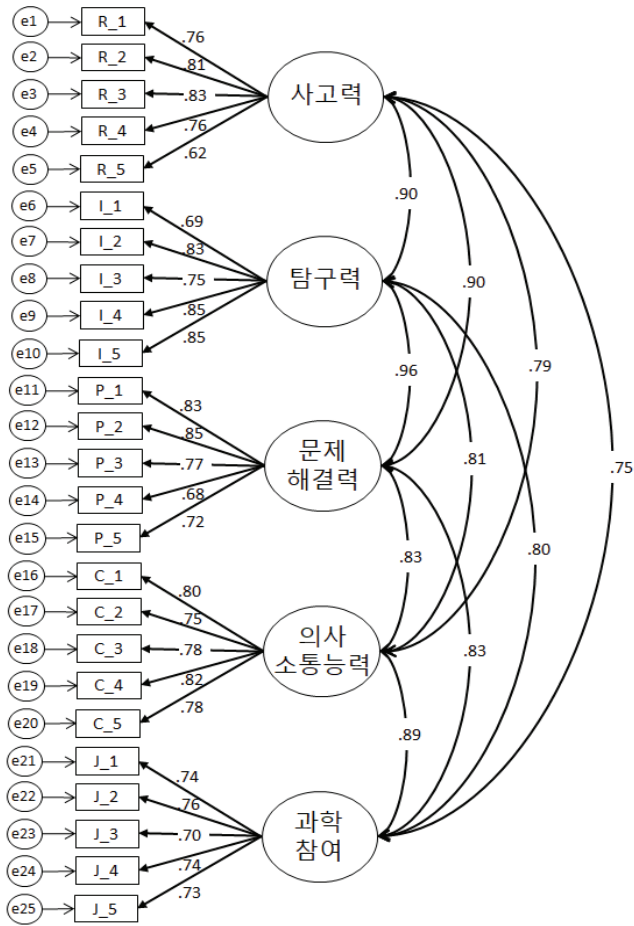 e1 R_1 .76
e2 R_2 .81
e3 R_3 .83 사고력
e4 R_4 .76
e5 R_5 .62
.90
e6 I_1 .69
e7 I_2 .83
e8 I_3 .75 탐구력 .90
e9 I_4 .85
e10 I_5 .85
.96 .79
e11 P_1 .83
e12 P_2 .85
e13 P_3 .77 문제
해결력 .81 .75
e14 P_4 .68
e15 P_5 .72
.83 .80
e16 C_1 .80
e17 C_2 .75
e18 C_3 .78 의사
소통능력 .83
e19 C_4 .82
e20 C_5 .78
.89
e21 J_1 .74
e22 J_2 .76
e23 J_3 .70 과학
참여
e24 J_4 .74
e25 J_5 .73